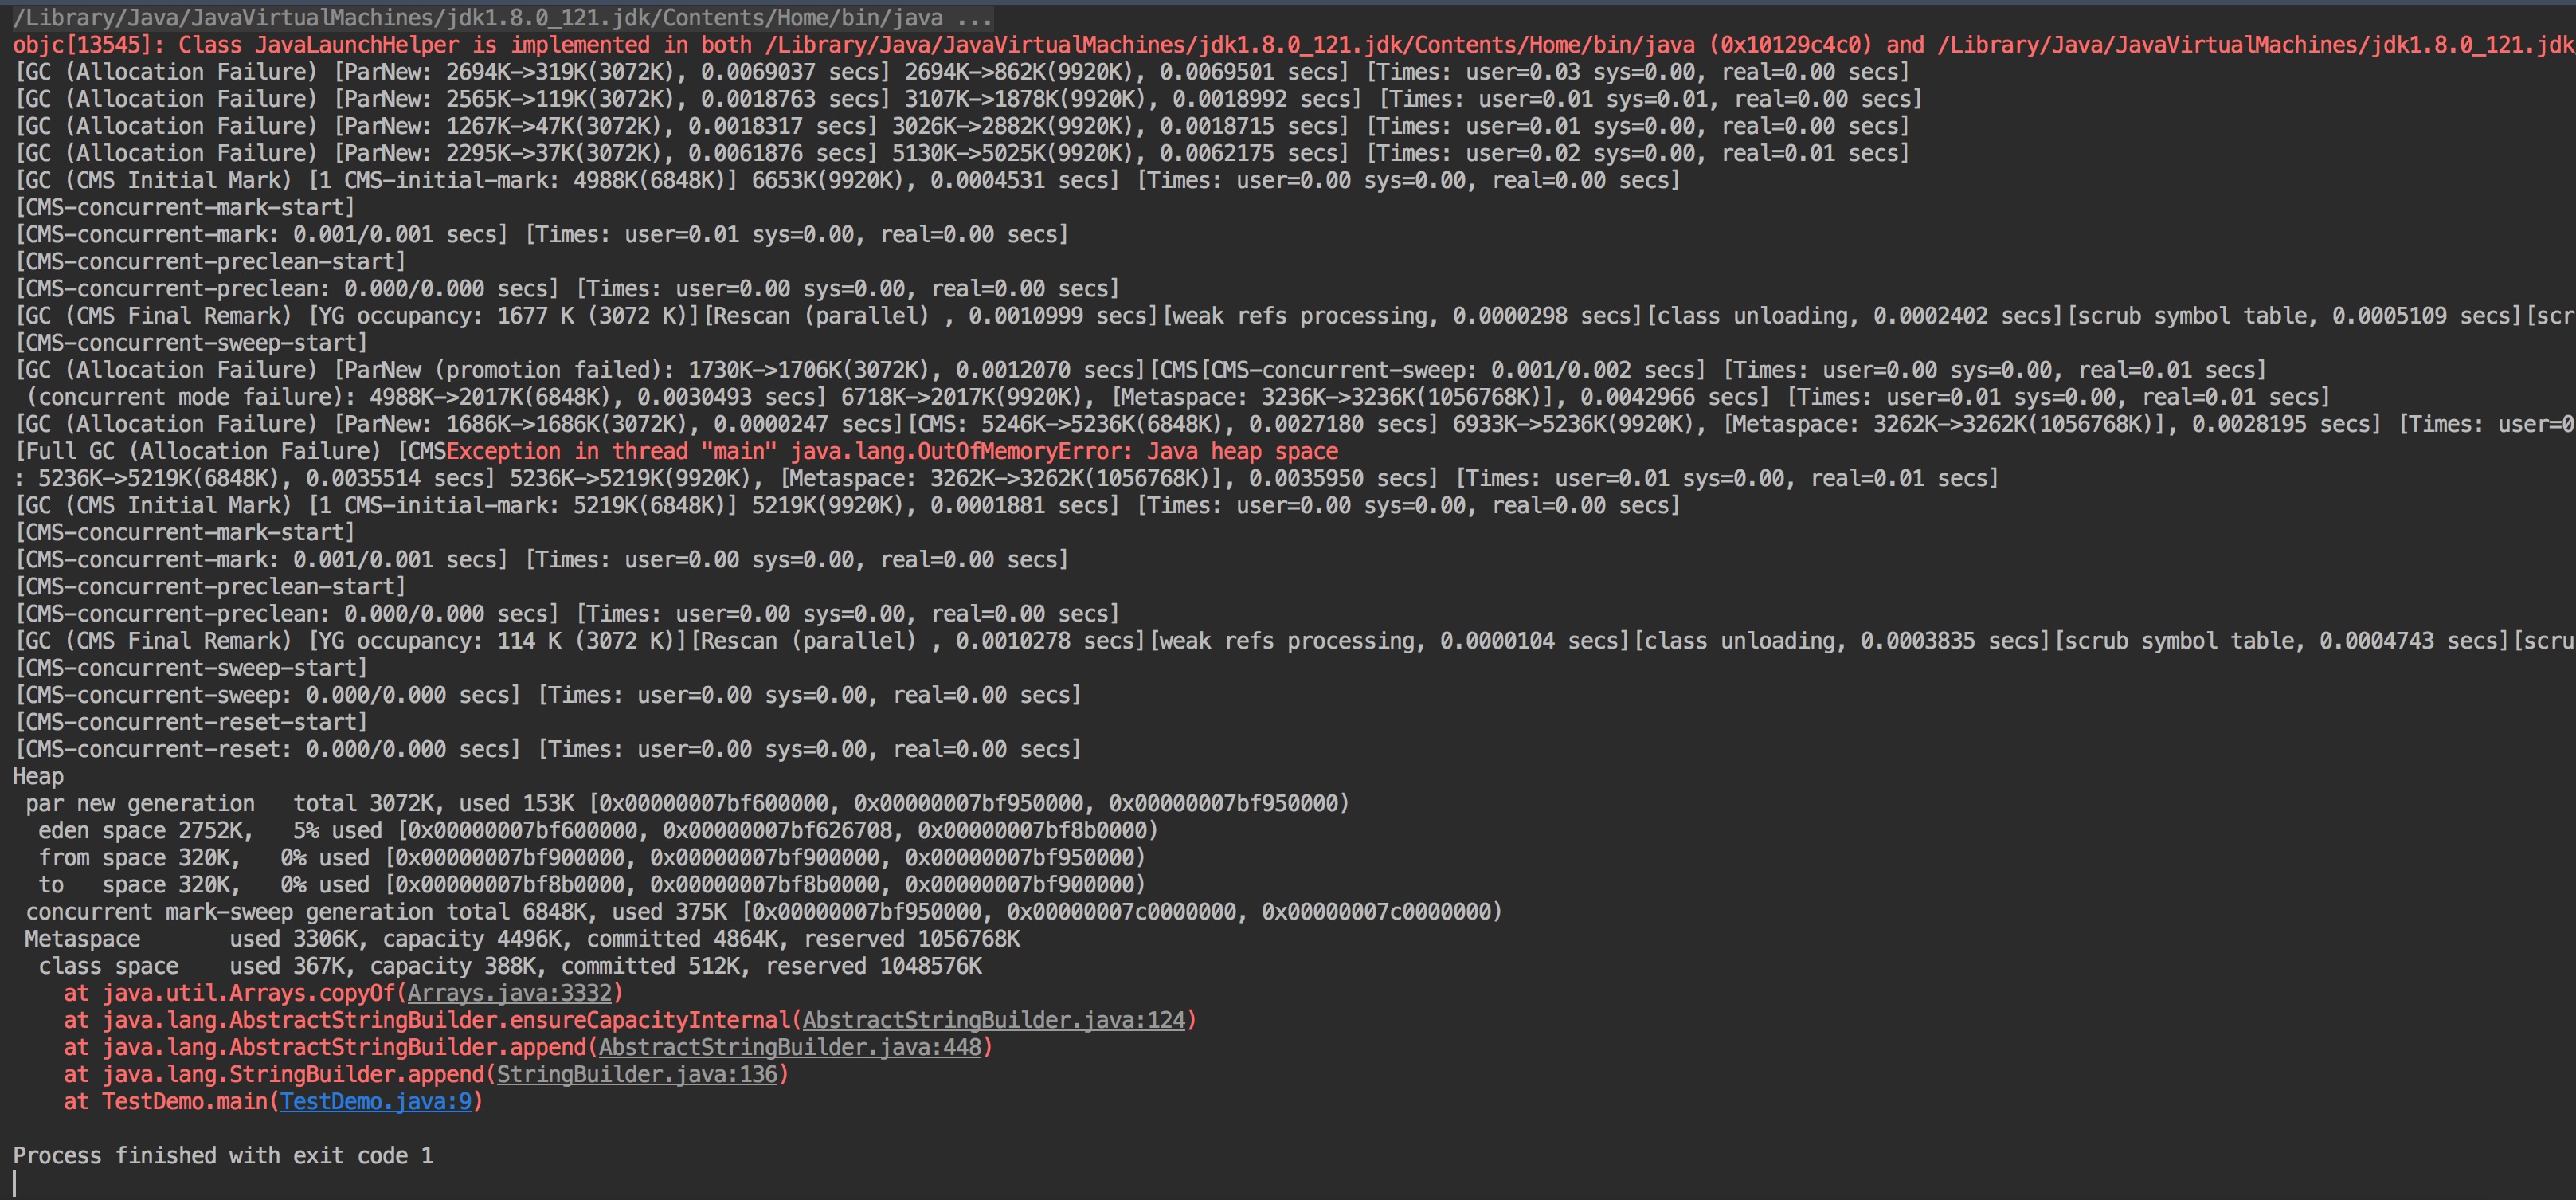 /Library/Java/JavaVirtualMachines/jdk1.8.0_121.jdk/Contents/Home/bin/java ...
objc[13545]: Class JavaLaunchHelper is implemented in both /Library/Java/JavaVirtualMachines/jdk1.8.0_121.jdk/Contents/Home/bin/java (0x10129c4c0) and /Library/Java/JavaVirtualMachines/jdk1.8.0_121.jdk
[GC (Allocation Failure) [ParNew: 2694K->319K(3072K), 0.0069037 secs] 2694K->862K(9920K), 0.0069501 secs] [Times: user=0.03 sys=0.00, real=0.00 secs]
[GC (Allocation Failure) [ParNew: 2565K->119K(3072K), 0.0018763 secs] 3107K->1878K(9920K), 0.0018992 secs] [Times: user=0.01 sys=0.01, real=0.00 secs]
[GC (Allocation Failure) [ParNew: 1267K->47K(3072K), 0.0018317 secs] 3026K->2882K(9920K), 0.0018715 secs] [Times: user=0.01 sys=0.00, real=0.00 secs]
[GC (Allocation Failure) [ParNew: 2295K->37K(3072K), 0.0061876 secs] 5130K->5025K(9920K), 0.0062175 secs] [Times: user=0.02 sys=0.00, real=0.01 secs]
[GC (CMS Initial Mark) [1 CMS-initial-mark: 4988K(6848K)] 6653K(9920K), 0.0004531 secs] [Times: user=0.00 sys=0.00, real=0.00 secs]
[CMS-concurrent-mark-start]
[CMS-concurrent-mark: 0.001/0.001 secs] [Times: user=0.01 sys=0.00, real=0.00 secs]
[CMS-concurrent-preclean-start]
[CMS-concurrent-preclean: 0.000/0.000 secs] [Times: user=0.00 sys=0.00, real=0.00 secs]
[GC (CMS Final Remark) [YG occupancy: 1677 K (3072 K)][Rescan (parallel) , 0.0010999 secs][weak refs processing, 0.0000298 secs][class unloading, 0.0002402 secs][scrub symbol table, 0.0005109 secs][scr
[CMS-concurrent-sweep-start]
[GC (Allocation Failure) [ParNew (promotion failed): 1730K->1706K(3072K), 0.0012070 secs][CMS[CMS-concurrent-sweep: 0.001/0.002 secs] [Times: user=0.00 sys=0.00, real=0.01 secs]
 (concurrent mode failure): 4988K->2017K(6848K), 0.0030493 secs] 6718K->2017K(9920K), [Metaspace: 3236K->3236K(1056768K)], 0.0042966 secs] [Times: user=0.01 sys=0.00, real=0.01 secs]
[GC (Allocation Failure) [ParNew: 1686K->1686K(3072K), 0.0000247 secs][CMS: 5246K->5236K(6848K), 0.0027180 secs] 6933K->5236K(9920K), [Metaspace: 3262K->3262K(1056768K)], 0.0028195 secs] [Times: user=0
[Full GC (Allocation Failure) [CMSException in thread "main" java.lang.OutOfMemoryError: Java heap space
: 5236K->5219K(6848K), 0.0035514 secs] 5236K->5219K(9920K), [Metaspace: 3262K->3262K(1056768K)], 0.0035950 secs] [Times: user=0.01 sys=0.00, real=0.01 secs]
[GC (CMS Initial Mark) [1 CMS-initial-mark: 5219K(6848K)] 5219K(9920K), 0.0001881 secs] [Times: user=0.00 sys=0.00, real=0.00 secs]
[CMS-concurrent-mark-start]
[CMS-concurrent-mark: 0.001/0.001 secs] [Times: user=0.00 sys=0.00, real=0.00 secs]
[CMS-concurrent-preclean-start]
[CMS-concurrent-preclean: 0.000/0.000 secs] [Times: user=0.00 sys=0.00, real=0.00 secs]
[GC (CMS Final Remark) [YG occupancy: 114 K (3072 K)][Rescan (parallel) , 0.0010278 secs][weak refs processing, 0.0000104 secs][class unloading, 0.0003835 secs][scrub symbol table, 0.0004743 secs][scru
[CMS-concurrent-sweep-start]
[CMS-concurrent-sweep: 0.000/0.000 secs] [Times: user=0.00 sys=0.00, real=0.00 secs]
[CMS-concurrent-reset-start]
[CMS-concurrent-reset: 0.000/0.000 secs] [Times: user=0.00 sys=0.00, real=0.00 secs]
Heap
 par new generation   total 3072K, used 153K [0x00000007bf600000, 0x00000007bf950000, 0x00000007bf950000)
  eden space 2752K,   5% used [0x00000007bf600000, 0x00000007bf626708, 0x00000007bf8b0000)
  from space 320K,   0% used [0x00000007bf900000, 0x00000007bf900000, 0x00000007bf950000)
  to   space 320K,   0% used [0x00000007bf8b0000, 0x00000007bf8b0000, 0x00000007bf900000)
 concurrent mark-sweep generation total 6848K, used 375K [0x00000007bf950000, 0x00000007c0000000, 0x00000007c0000000)
 Metaspace       used 3306K, capacity 4496K, committed 4864K, reserved 1056768K
  class space    used 367K, capacity 388K, committed 512K, reserved 1048576K
    at java.util.Arrays.copyOf(Arrays.java:3332)
    at java.lang.AbstractStringBuilder.ensureCapacityInternal(AbstractStringBuilder.java:124)
    at java.lang.AbstractStringBuilder.append(AbstractStringBuilder.java:448)
    at java.lang.StringBuilder.append(StringBuilder.java:136)
    at TestDemo.main(TestDemo.java:9)
Process finished with exit code 1